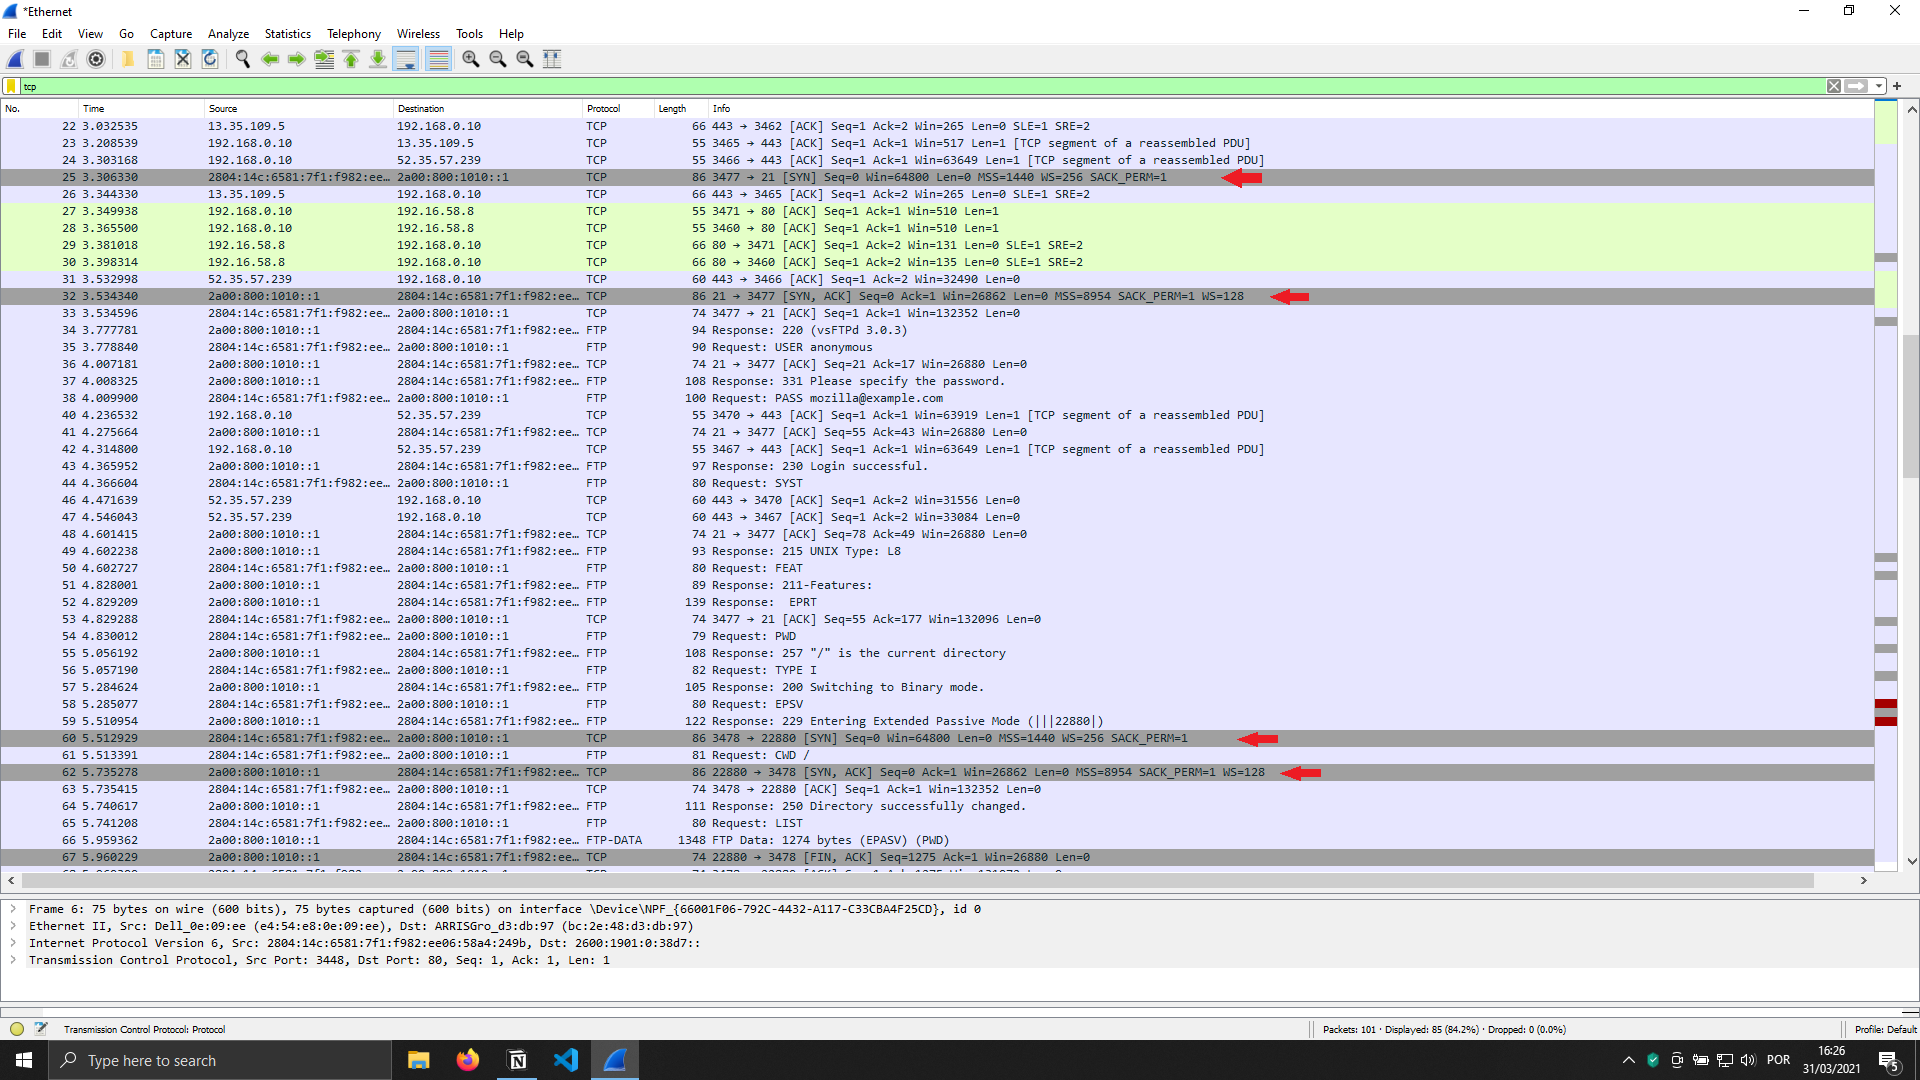 *Ethernet
File Edit View Go Capture Analyze Statistics Telephony Wireless Tools Help
tcp
No. Time Source Destination Protocol Length Info
22 3.032535 13.35.109.5 192.168.0.10 TCP 66 443 → 3462 [ACK] Seq=1 Ack=2 Win=265 Len=0 SLE=1 SRE=2
23 3.208539 192.168.0.10 13.35.109.5 TCP 55 3465 → 443 [ACK] Seq=1 Ack=1 Win=517 Len=1 [TCP segment of a reassembled PDU]
24 3.303168 192.168.0.10 52.35.57.239 TCP 55 3466 → 443 [ACK] Seq=1 Ack=1 Win=63649 Len=1 [TCP segment of a reassembled PDU]
25 3.306330 2804:14c:6581:7f1:f982:ee… 2a00:800:1010::1 TCP 86 3477 → 21 [SYN] Seq=0 Win=64800 Len=0 MSS=1440 WS=256 SACK_PERM=1
26 3.344330 13.35.109.5 192.168.0.10 TCP 66 443 → 3465 [ACK] Seq=1 Ack=2 Win=265 Len=0 SLE=1 SRE=2
27 3.349938 192.168.0.10 192.16.58.8 TCP 55 3471 → 80 [ACK] Seq=1 Ack=1 Win=510 Len=1
28 3.365500 192.168.0.10 192.16.58.8 TCP 55 3460 → 80 [ACK] Seq=1 Ack=1 Win=510 Len=1
29 3.381018 192.16.58.8 192.168.0.10 TCP 66 80 → 3471 [ACK] Seq=1 Ack=2 Win=131 Len=0 SLE=1 SRE=2
30 3.398314 192.16.58.8 192.168.0.10 TCP 66 80 → 3460 [ACK] Seq=1 Ack=2 Win=135 Len=0 SLE=1 SRE=2
31 3.532998 52.35.57.239 192.168.0.10 TCP 60 443 → 3466 [ACK] Seq=1 Ack=2 Win=32490 Len=0
32 3.534340 2a00:800:1010::1 2804:14c:6581:7f1:f982:ee… TCP 86 21 → 3477 [SYN, ACK] Seq=0 Ack=1 Win=26862 Len=0 MSS=8954 SACK_PERM=1 WS=128
33 3.534596 2804:14c:6581:7f1:f982:ee… 2a00:800:1010::1 TCP 74 3477 → 21 [ACK] Seq=1 Ack=1 Win=132352 Len=0
34 3.777781 2a00:800:1010::1 2804:14c:6581:7f1:f982:ee… FTP 94 Response: 220 (vsFTPd 3.0.3)
35 3.778840 2804:14c:6581:7f1:f982:ee… 2a00:800:1010::1 FTP 90 Request: USER anonymous
36 4.007181 2a00:800:1010::1 2804:14c:6581:7f1:f982:ee… TCP 74 21 → 3477 [ACK] Seq=21 Ack=17 Win=26880 Len=0
37 4.008325 2a00:800:1010::1 2804:14c:6581:7f1:f982:ee… FTP 108 Response: 331 Please specify the password.
38 4.009900 2804:14c:6581:7f1:f982:ee… 2a00:800:1010::1 FTP 100 Request: PASS mozilla@example.com
40 4.236532 192.168.0.10 52.35.57.239 TCP 55 3470 → 443 [ACK] Seq=1 Ack=1 Win=63919 Len=1 [TCP segment of a reassembled PDU]
41 4.275664 2a00:800:1010::1 2804:14c:6581:7f1:f982:ee… TCP 74 21 → 3477 [ACK] Seq=55 Ack=43 Win=26880 Len=0
42 4.314800 192.168.0.10 52.35.57.239 TCP 55 3467 → 443 [ACK] Seq=1 Ack=1 Win=63649 Len=1 [TCP segment of a reassembled PDU]
43 4.365952 2a00:800:1010::1 2804:14c:6581:7f1:f982:ee… FTP 97 Response: 230 Login successful.
44 4.366604 2804:14c:6581:7f1:f982:ee… 2a00:800:1010::1 FTP 80 Request: SYST
46 4.471639 52.35.57.239 192.168.0.10 TCP 60 443 → 3470 [ACK] Seq=1 Ack=2 Win=31556 Len=0
47 4.546043 52.35.57.239 192.168.0.10 TCP 60 443 → 3467 [ACK] Seq=1 Ack=2 Win=33084 Len=0
48 4.601415 2a00:800:1010::1 2804:14c:6581:7f1:f982:ee… TCP 74 21 → 3477 [ACK] Seq=78 Ack=49 Win=26880 Len=0
49 4.602238 2a00:800:1010::1 2804:14c:6581:7f1:f982:ee… FTP 93 Response: 215 UNIX Type: L8
50 4.602727 2804:14c:6581:7f1:f982:ee… 2a00:800:1010::1 FTP 80 Request: FEAT
51 4.828001 2a00:800:1010::1 2804:14c:6581:7f1:f982:ee… FTP 89 Response: 211-Features:
52 4.829209 2a00:800:1010::1 2804:14c:6581:7f1:f982:ee… FTP 139 Response:  EPRT
53 4.829288 2804:14c:6581:7f1:f982:ee… 2a00:800:1010::1 TCP 74 3477 → 21 [ACK] Seq=55 Ack=177 Win=132096 Len=0
54 4.830012 2804:14c:6581:7f1:f982:ee… 2a00:800:1010::1 FTP 79 Request: PWD
55 5.056192 2a00:800:1010::1 2804:14c:6581:7f1:f982:ee… FTP 108 Response: 257 "/" is the current directory
56 5.057190 2804:14c:6581:7f1:f982:ee… 2a00:800:1010::1 FTP 82 Request: TYPE I
57 5.284624 2a00:800:1010::1 2804:14c:6581:7f1:f982:ee… FTP 105 Response: 200 Switching to Binary mode.
58 5.285077 2804:14c:6581:7f1:f982:ee… 2a00:800:1010::1 FTP 80 Request: EPSV
59 5.510954 2a00:800:1010::1 2804:14c:6581:7f1:f982:ee… FTP 122 Response: 229 Entering Extended Passive Mode (|||22880|)
60 5.512929 2804:14c:6581:7f1:f982:ee… 2a00:800:1010::1 TCP 86 3478 → 22880 [SYN] Seq=0 Win=64800 Len=0 MSS=1440 WS=256 SACK_PERM=1
61 5.513391 2804:14c:6581:7f1:f982:ee… 2a00:800:1010::1 FTP 81 Request: CWD /
62 5.735278 2a00:800:1010::1 2804:14c:6581:7f1:f982:ee… TCP 86 22880 → 3478 [SYN, ACK] Seq=0 Ack=1 Win=26862 Len=0 MSS=8954 SACK_PERM=1 WS=128
63 5.735415 2804:14c:6581:7f1:f982:ee… 2a00:800:1010::1 TCP 74 3478 → 22880 [ACK] Seq=1 Ack=1 Win=132352 Len=0
64 5.740617 2a00:800:1010::1 2804:14c:6581:7f1:f982:ee… FTP 111 Response: 250 Directory successfully changed.
65 5.741208 2804:14c:6581:7f1:f982:ee… 2a00:800:1010::1 FTP 80 Request: LIST
66 5.959362 2a00:800:1010::1 2804:14c:6581:7f1:f982:ee… FTP-DATA 1348 FTP Data: 1274 bytes (EPASV) (PWD)
67 5.960229 2a00:800:1010::1 2804:14c:6581:7f1:f982:ee… TCP 74 22880 → 3478 [FIN, ACK] Seq=1275 Ack=1 Win=26880 Len=0
Frame 6: 75 bytes on wire (600 bits), 75 bytes captured (600 bits) on interface \Device\NPF_{66001F06-792C-4432-A117-C33CBA4F25CD}, id 0
Ethernet II, Src: Dell_0e:09:ee (e4:54:e8:0e:09:ee), Dst: ARRISGro_d3:db:97 (bc:2e:48:d3:db:97)
Internet Protocol Version 6, Src: 2804:14c:6581:7f1:f982:ee06:58a4:249b, Dst: 2600:1901:0:38d7::
Transmission Control Protocol, Src Port: 3448, Dst Port: 80, Seq: 1, Ack: 1, Len: 1
Transmission Control Protocol: Protocol
Packets: 101 · Displayed: 85 (84.2%) · Dropped: 0 (0.0%)
Profile: Default
Type here to search
POR
16:26
31/03/2021
5